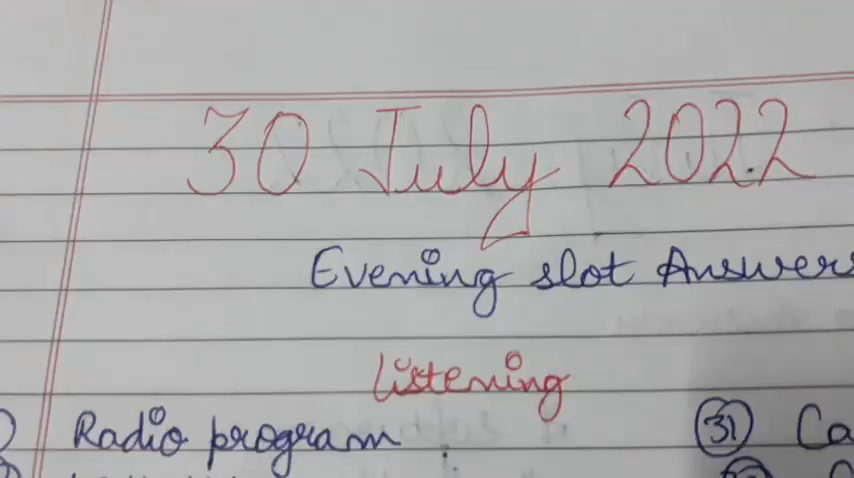 30 July 2022
Evening slot Answers
Listening
Radio program
31 Ca